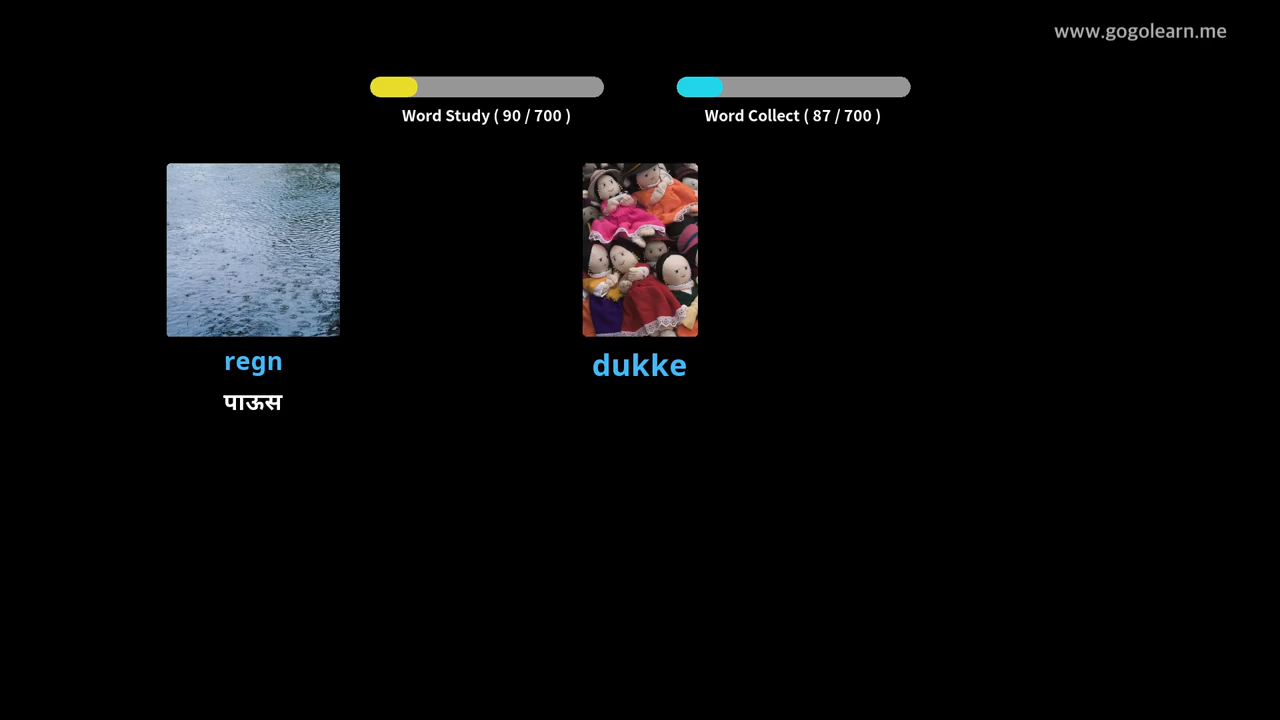 www.gogolearn.me
Word Study ( 90 / 700 )
Word Collect ( 87 / 700 )
regn
पाऊस
dukke